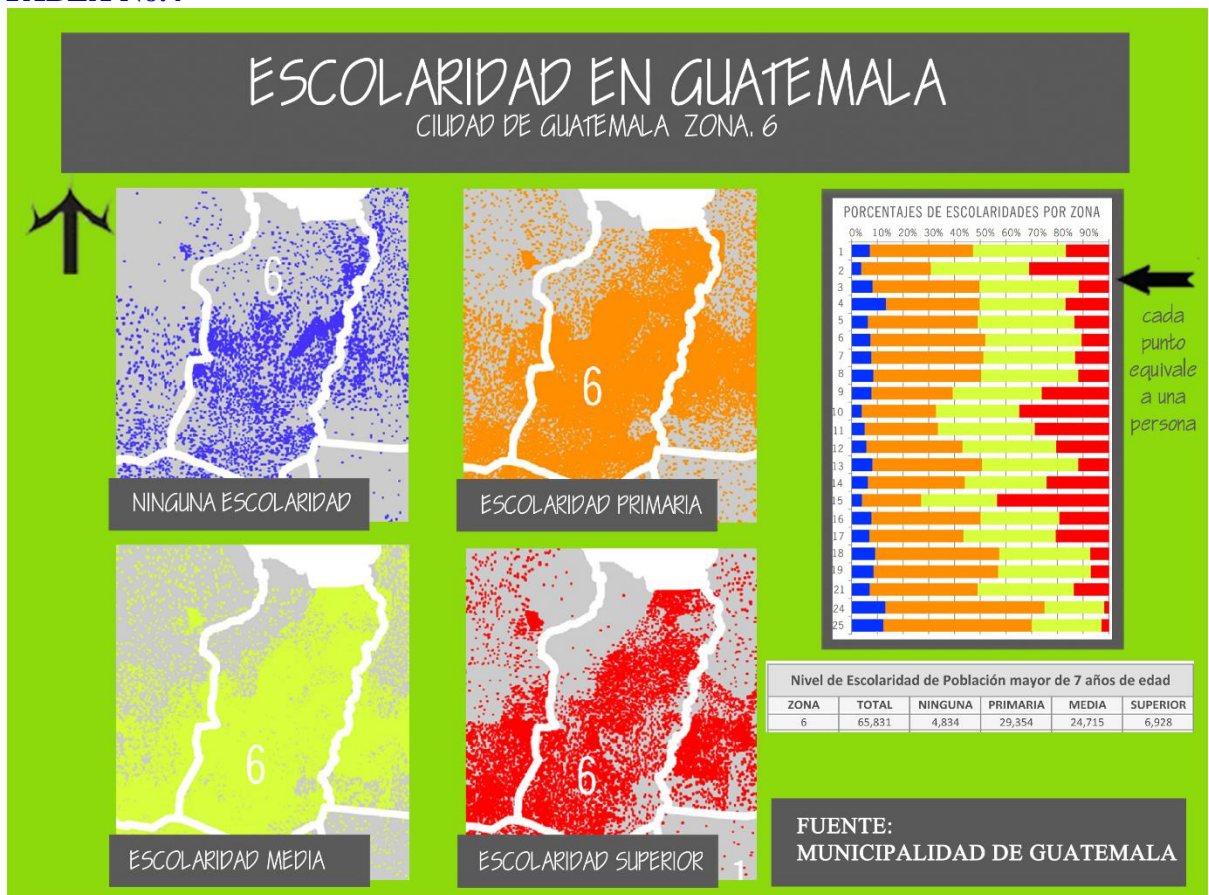 ESCOLARIDAD EN GUATEMALA
CIUDAD DE GUATEMALA ZONA. 6
6
NINGUNA ESCOLARIDAD
6
ESCOLARIDAD PRIMARIA
PORCENTAJES DE ESCOLARIDADES POR ZONA
0% 10% 20% 30% 40% 50% 60% 70% 80% 90%
1
2
3
4
5
6
7
8
9
10
11
12
13
14
15
16
17
18
19
21
24
25
cada
punto
equivale
a una
persona
6
ESCOLARIDAD MEDIA
6
ESCOLARIDAD SUPERIOR
1
Nivel de Escolaridad de Población mayor de 7 años de edad
ZONA TOTAL NINGUNA PRIMARIA MEDIA SUPERIOR
6 65,831 4,834 29,354 24,715 6,928
FUENTE:
MUNICIPALIDAD DE GUATEMALA